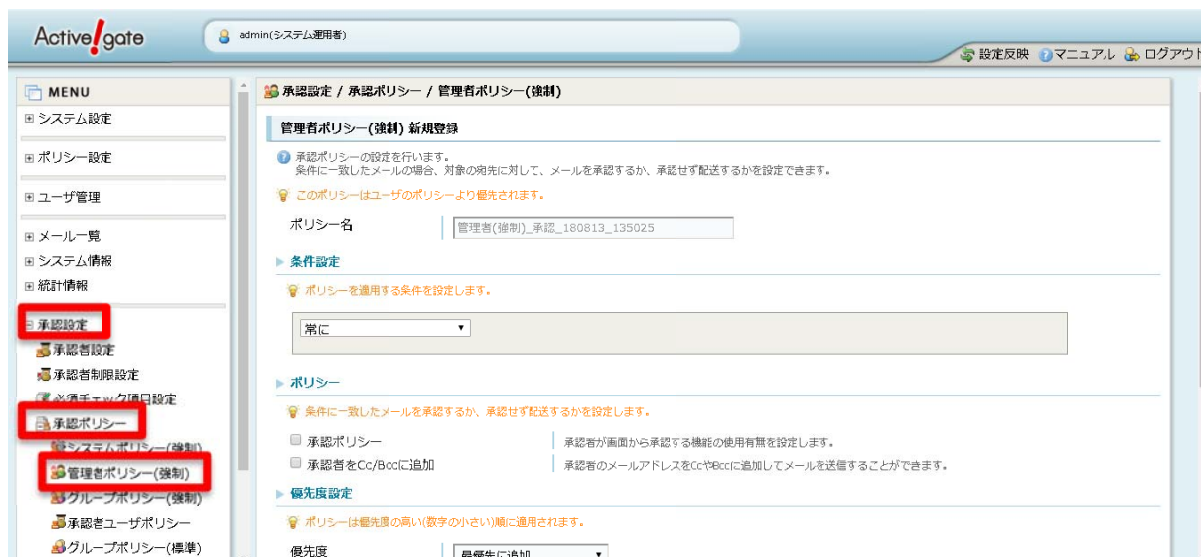 Active! gate
admin(システム運用者)
設定反映 マニュアル ログアウト
MENU
システム設定
ポリシー設定
ユーザ管理
メール一覧
システム情報
統計情報
承認設定
承認者設定
承認者制限設定
必須チェック項目設定
承認ポリシー
システムポリシー(強制)
管理者ポリシー(強制)
グループポリシー(強制)
承認者ユーザポリシー
グループポリシー(標準)
承認設定 / 承認ポリシー / 管理者ポリシー(強制)
管理者ポリシー(強制) 新規登録
承認ポリシーの設定を行います。
条件に一致したメールの場合、対象の宛先に対して、メールを承認するか、承認せず配送するかを設定できます。
このポリシーはユーザのポリシーより優先されます。
ポリシー名 管理者(強制)_承認_180813_135025
条件設定
ポリシーを適用する条件を設定します。
常に
ポリシー
条件に一致したメールを承認するか、承認せず配送するかを設定します。
承認ポリシー 承認者が画面から承認する機能の使用有無を設定します。
承認者をCc/Bccに追加 承認者のメールアドレスをCcやBccに追加してメールを送信することができます。
優先度設定
ポリシーは優先度の高い(数字の小さい)順に適用されます。
優先度 最優先に追加